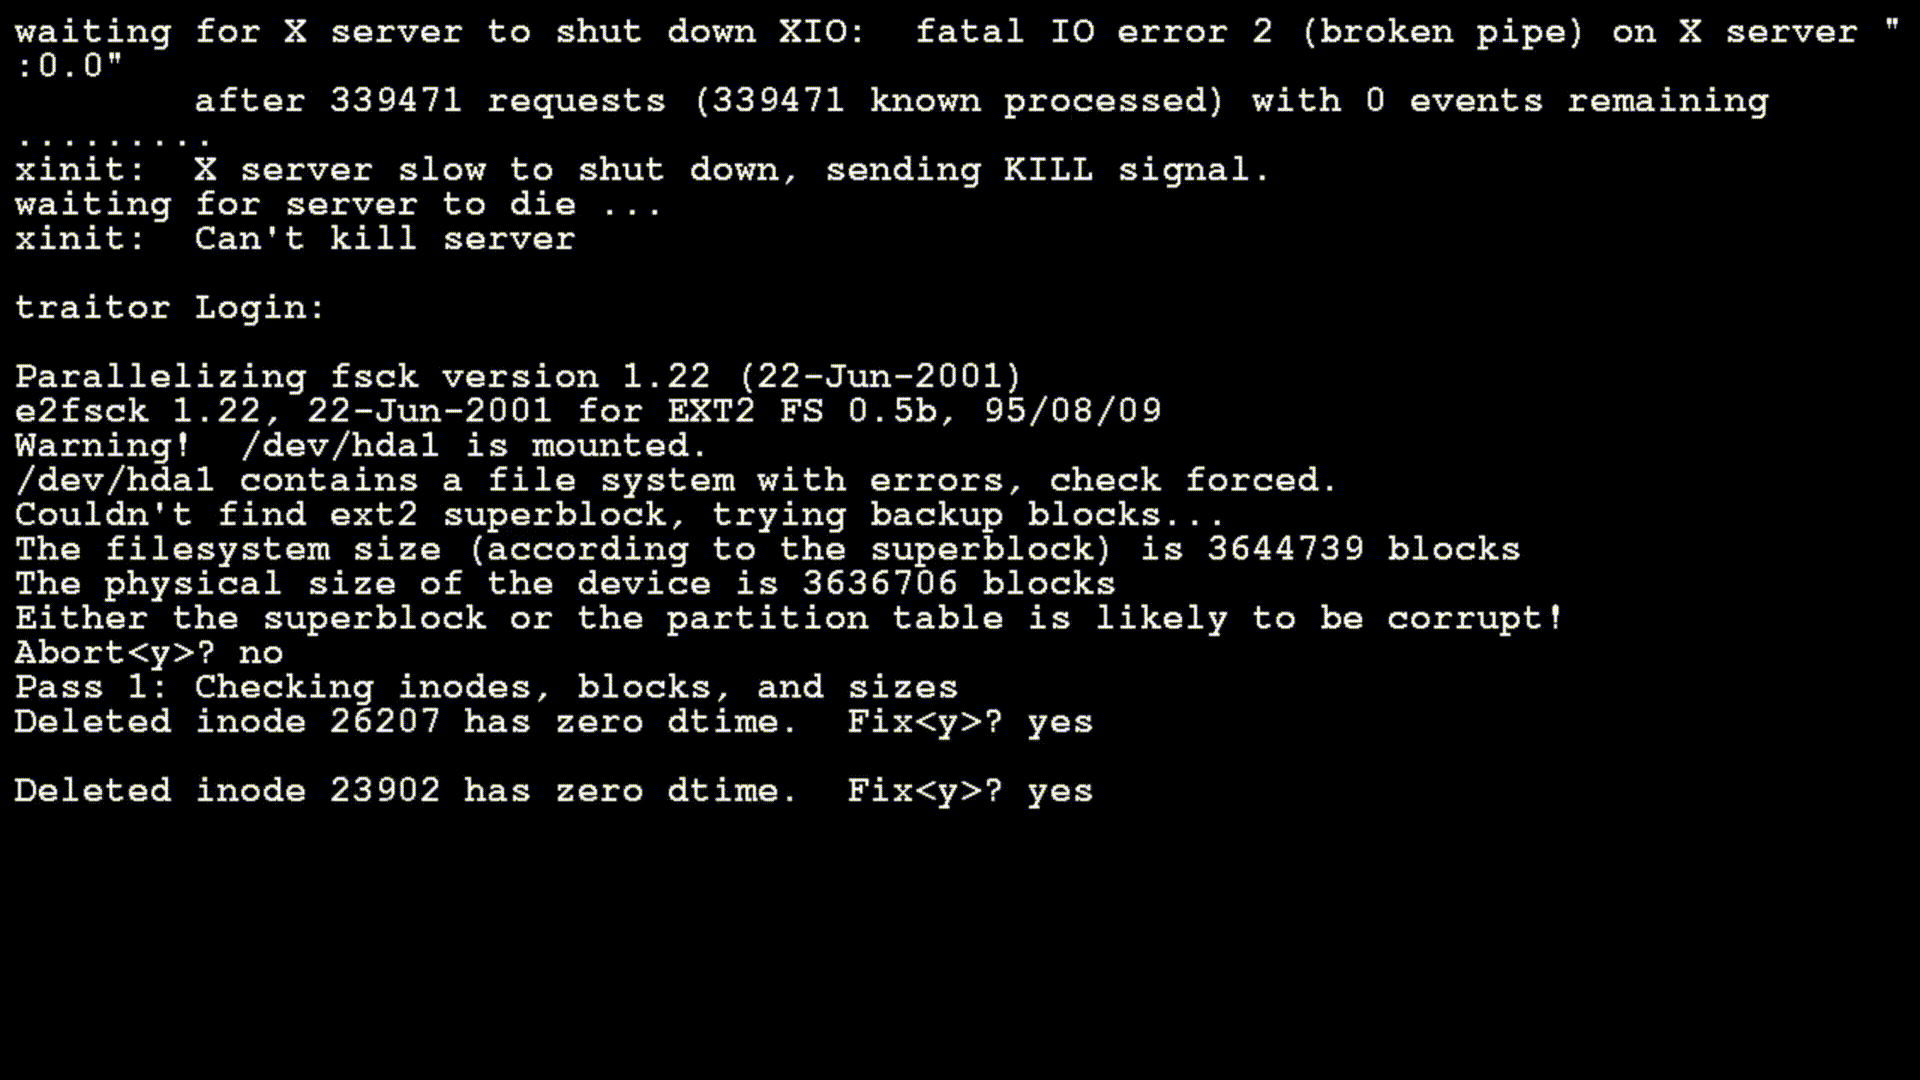 waiting for X server to shut down XIO:  fatal IO error 2 (broken pipe) on X server "
:0.0"
        after 339471 requests (339471 known processed) with 0 events remaining
.........
xinit:  X server slow to shut down, sending KILL signal.
waiting for server to die ...
xinit:  Can't kill server
traitor Login:
Parallelizing fsck version 1.22 (22-Jun-2001)
e2fsck 1.22, 22-Jun-2001 for EXT2 FS 0.5b, 95/08/09
Warning!  /dev/hda1 is mounted.
/dev/hda1 contains a file system with errors, check forced.
Couldn't find ext2 superblock, trying backup blocks...
The filesystem size (according to the superblock) is 3644739 blocks
The physical size of the device is 3636706 blocks
Either the superblock or the partition table is likely to be corrupt!
Abort<y>? no
Pass 1: Checking inodes, blocks, and sizes
Deleted inode 26207 has zero dtime.  Fix<y>? yes
Deleted inode 23902 has zero dtime.  Fix<y>? yes